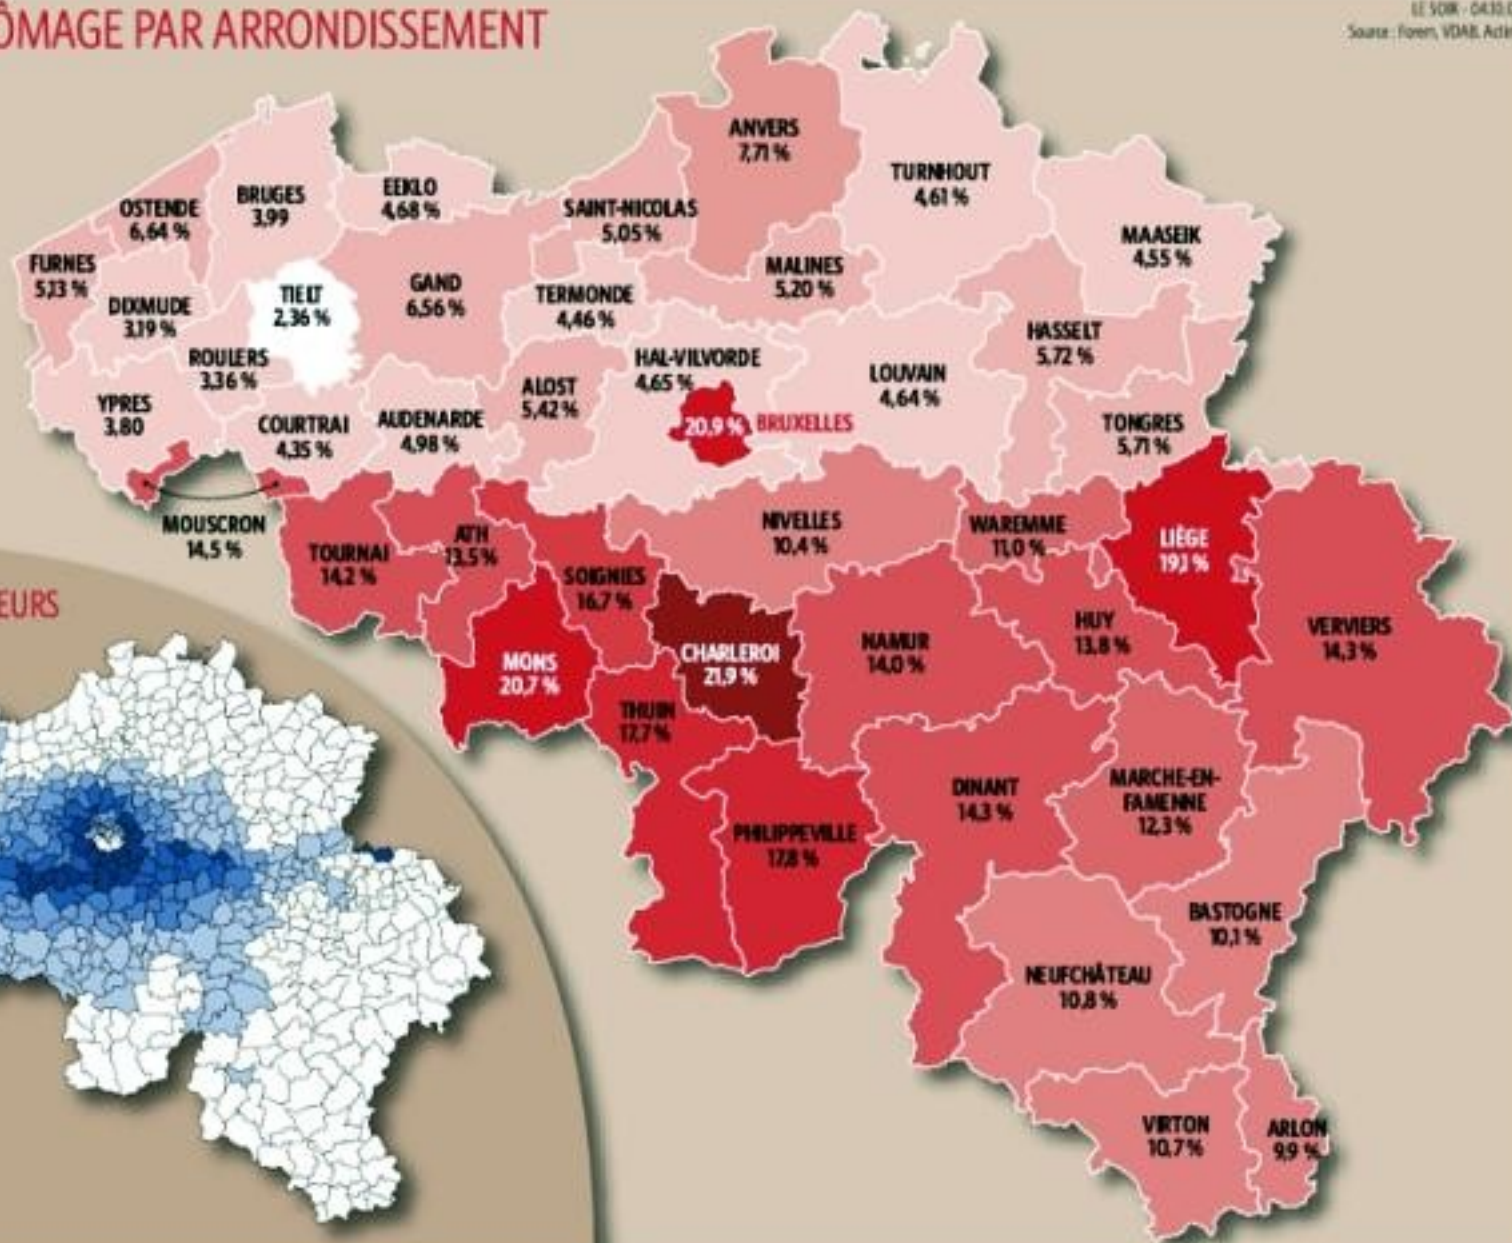 ÔMAGE PAR ARRONDISSEMENT
LE SOIR - 04.10.0
Source : Forem, VDAB, Acti
ANVERS
7,71 %
TURNHOUT
4,61 %
EEKLO
4,68 %
BRUGES
3,99
OSTENDE
6,64 %
SAINT-NICOLAS
5,05 %
MAASEIK
4,55 %
FURNES
5,13 %
MALINES
5,20 %
GAND
6,56 %
TIELT
2,36 %
TERMONDE
4,46 %
DIXMUDE
3,19 %
HASSELT
5,72 %
ROULERS
3,36 %
HAL-VILVORDE
4,65 %
LOUVAIN
4,64 %
ALOST
5,42 %
YPRES
3,80
COURTRAI
4,35 %
AUDENARDE
4,98 %
20,9 % BRUXELLES
TONGRES
5,71 %
MOUSCRON
14,5 %
TOURNAI
14,2 %
ATH
13,5 %
NIVELLES
10,4 %
WAREMME
11,0 %
LIÈGE
19,1 %
SOIGNIES
16,7 %
EURS
HUY
13,8 %
VERVIERS
14,3 %
NAMUR
14,0 %
CHARLEROI
21,9 %
MONS
20,7 %
THUIN
17,7 %
DINANT
14,3 %
MARCHE-EN-
FAMENNE
12,3 %
PHILIPPEVILLE
17,8 %
BASTOGNE
10,1 %
NEUFCHÂTEAU
10,8 %
VIRTON
10,7 %
ARLON
9,9 %